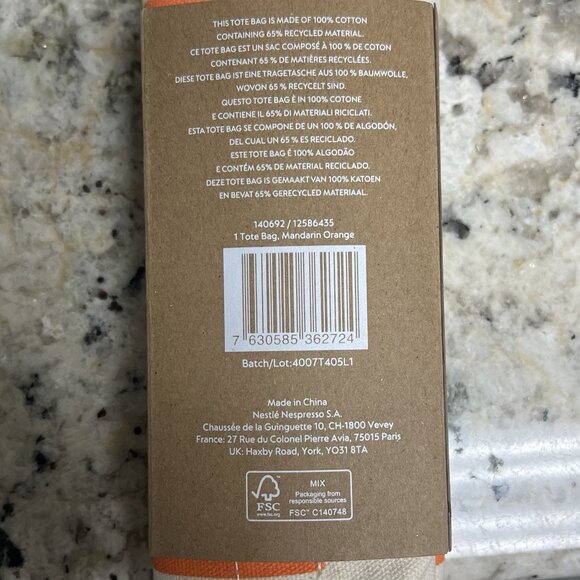 THIS TOTE BAG IS MADE OF 100% COTTON
CONTAINING 65% RECYCLED MATERIAL.
CE TOTE BAG EST UN SAC COMPOSÉ À 100 % DE COTON
CONTENANT 65 % DE MATIÈRES RECYCLÉES.
DIESE TOTE BAG IST EINE TRAGETASCHE AUS 100 % BAUMWOLLE,
WOVON 65 % RECYCELT SIND.
QUESTO TOTE BAG È IN 100% COTONE
E CONTIENE IL 65% DI MATERIALI RICICLATI.
ESTA TOTE BAG SE COMPONE DE UN 100 % DE ALGODÓN,
DEL CUAL UN 65 % ES RECICLADO.
ESTE TOTE BAG É 100% ALGODÃO
E CONTÉM 65% DE MATERIAL RECICLADO.
DEZE TOTE BAG IS GEMAAKT VAN 100% KATOEN
EN BEVAT 65% GERECYCLED MATERIAAL.
140692 / 12586435
1 Tote Bag, Mandarin Orange
7 630585 362724
Batch/Lot:4007T405L1
Made in China
Nestlé Nespresso S.A.
Chaussée de la Guinguette 10, CH-1800 Vevey
France: 27 Rue du Colonel Pierre Avia, 75015 Paris
UK: Haxby Road, York, YO31 8TA
FSC
www.fsc.org
MIX
Packaging from
responsible sources
FSC™ C140748